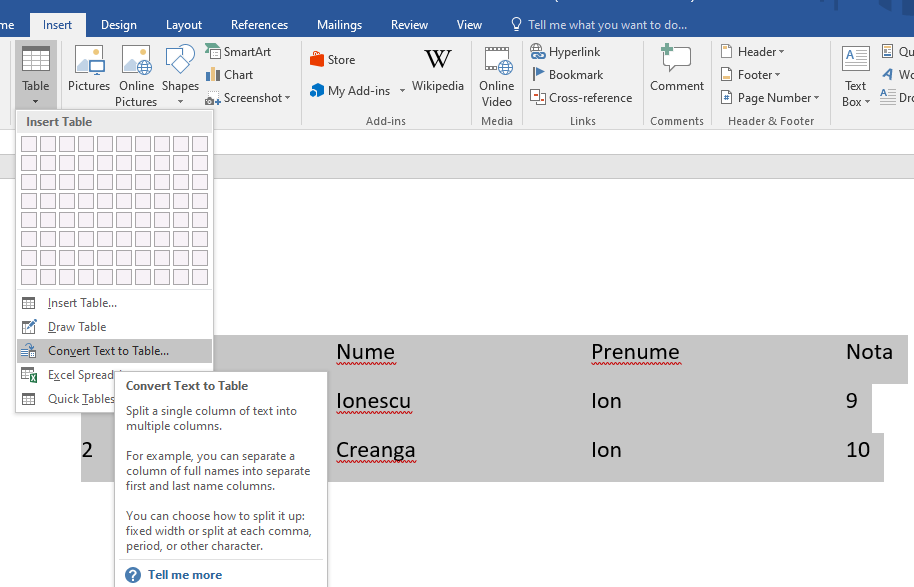 Insert Design Layout References Mailings Review View Tell me what you want to do...
Table
Pictures
Online
Pictures
Shapes
SmartArt
Chart
Screenshot
Store
My Add-ins
Wikipedia
Add-ins
Online
Video
Media
Hyperlink
Bookmark
Cross-reference
Links
Comment
Comments
Header
Footer
Page Number
Header & Footer
Text
Box
Insert Table
Insert Table...
Draw Table
Convert Text to Table...
Excel Spread
Quick Tables
Convert Text to Table
Split a single column of text into
multiple columns.
For example, you can separate a
column of full names into separate
first and last name columns.
You can choose how to split it up:
fixed width or split at each comma,
period, or other character.
Tell me more
Nume Prenume Nota
Ionescu Ion 9
2 Creanga Ion 10